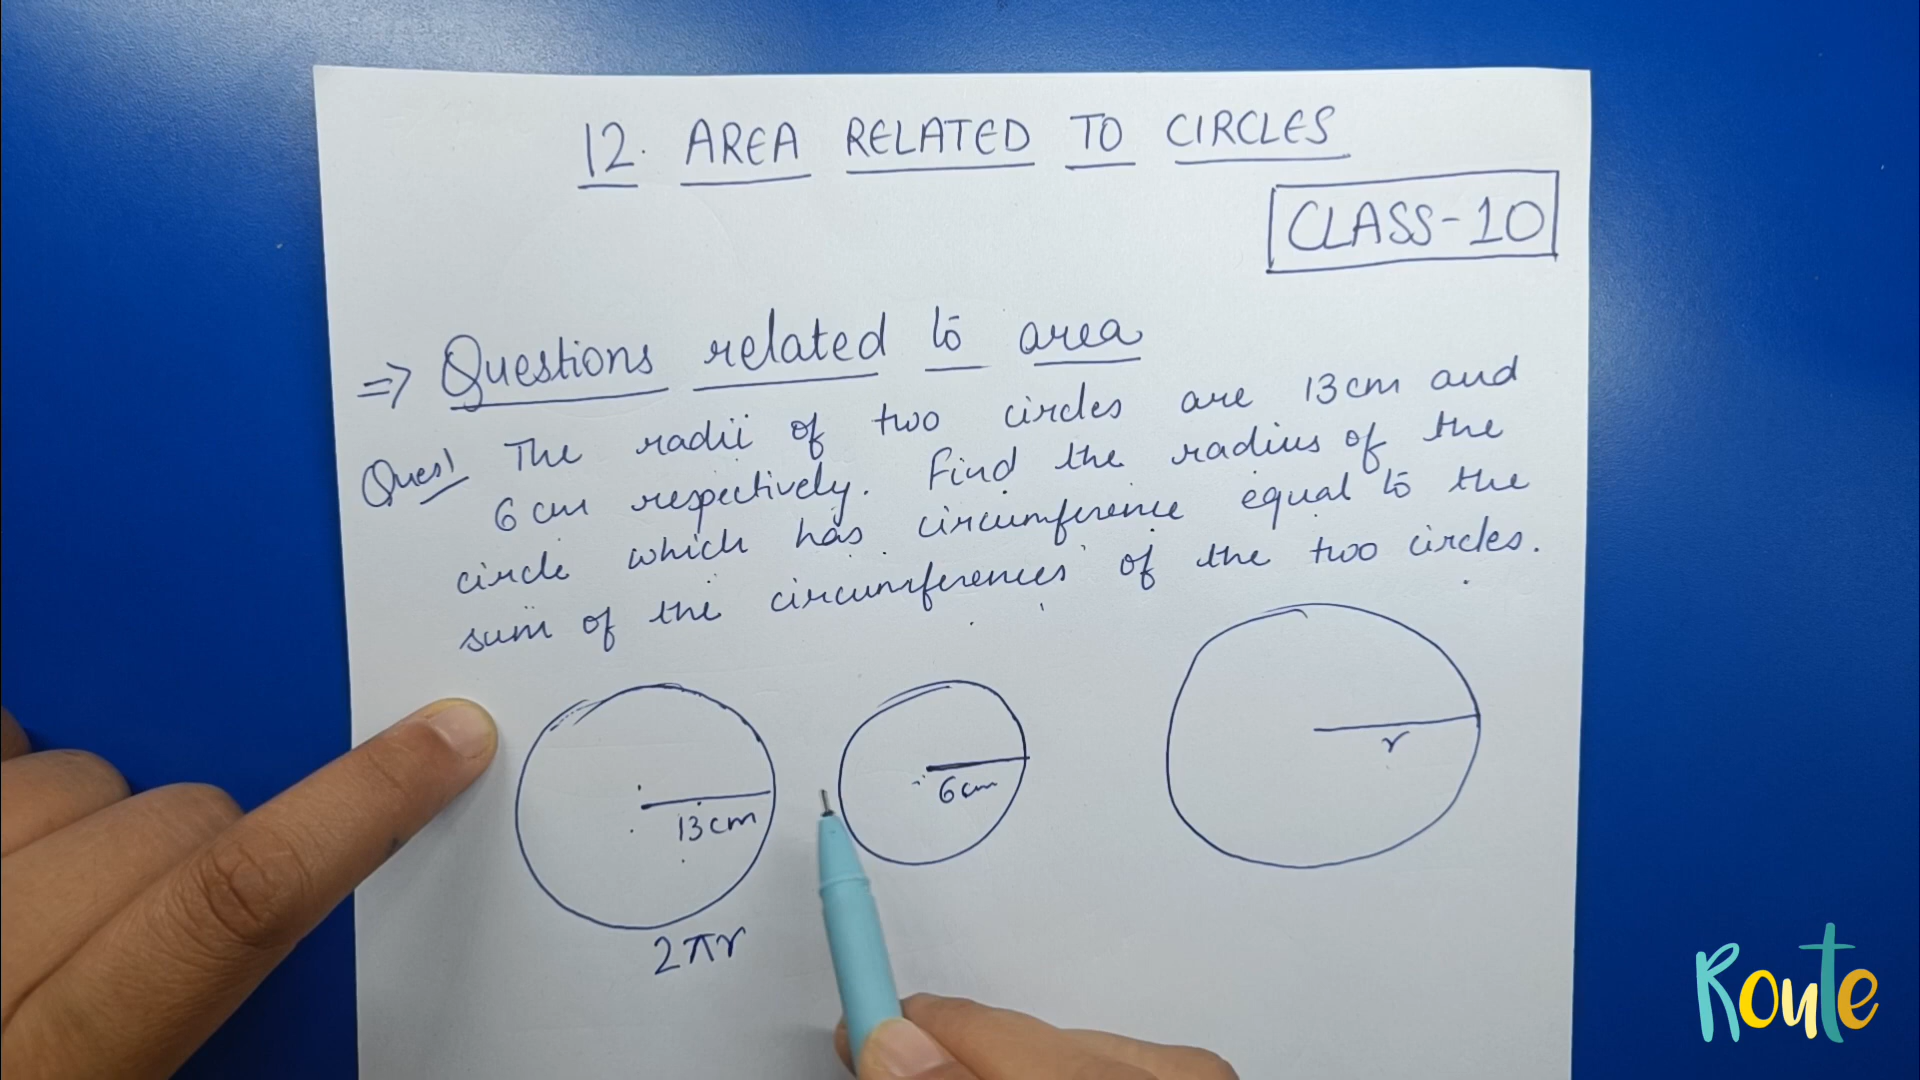 12. AREA RELATED TO CIRCLES
CLASS-10
=> Questions related to area
Ques1 The radii of two circles are 13cm and
6 cm respectively. Find the radius of the
circle which has circumference equal to the
sum of the circumferences of the two circles.
13cm
6cm
r
2πr
Route